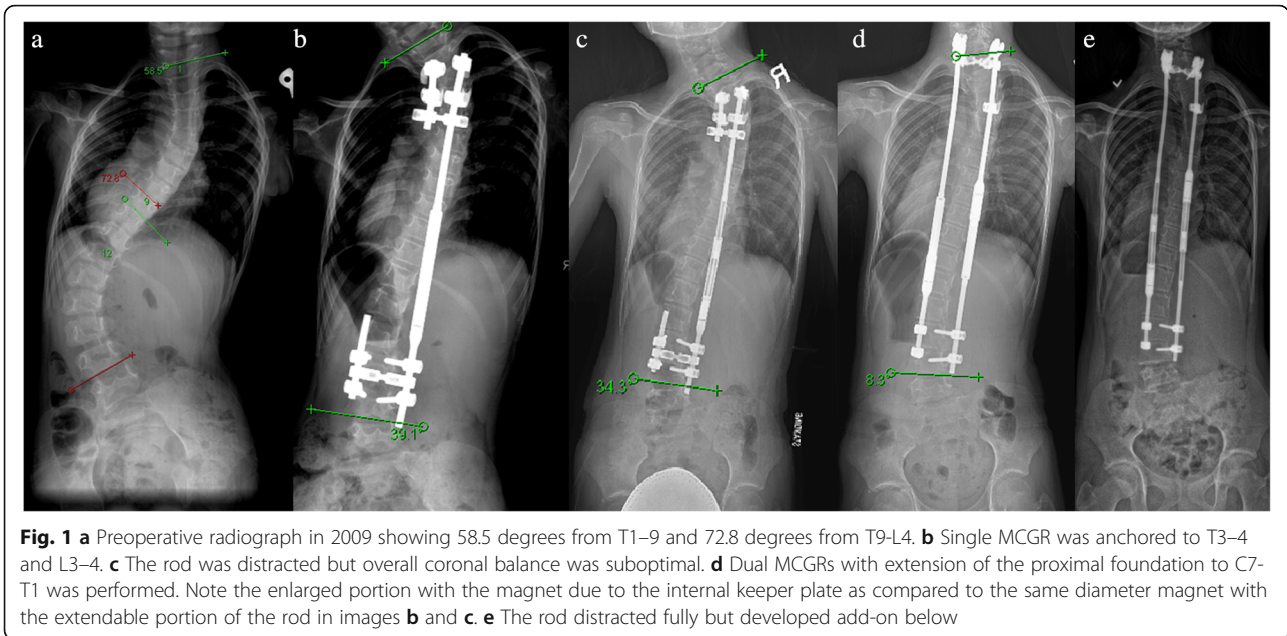 a
b
c
d
e
58.5
1
72.8
9
12
39.1°
R
34.3°
8.3°
Fig. 1 a Preoperative radiograph in 2009 showing 58.5 degrees from T1–9 and 72.8 degrees from T9-L4. b Single MCGR was anchored to T3–4
and L3–4. c The rod was distracted but overall coronal balance was suboptimal. d Dual MCGRs with extension of the proximal foundation to C7-
T1 was performed. Note the enlarged portion with the magnet due to the internal keeper plate as compared to the same diameter magnet with
the extendable portion of the rod in images b and c. e The rod distracted fully but developed add-on below